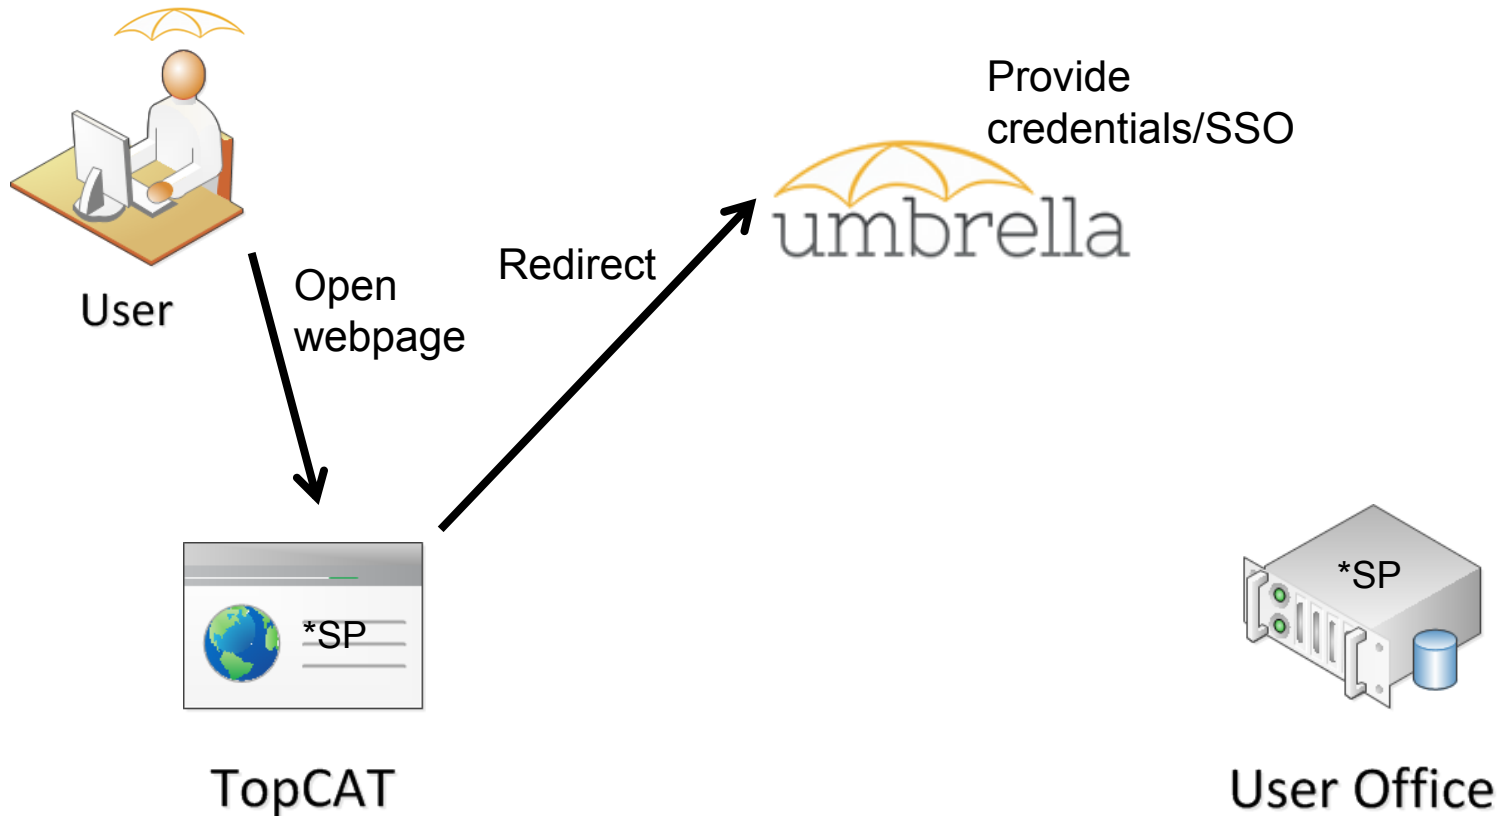 Provide
credentials/SSO
umbrella
Redirect
Open
webpage
User
*SP
*SP
TopCAT
User Office